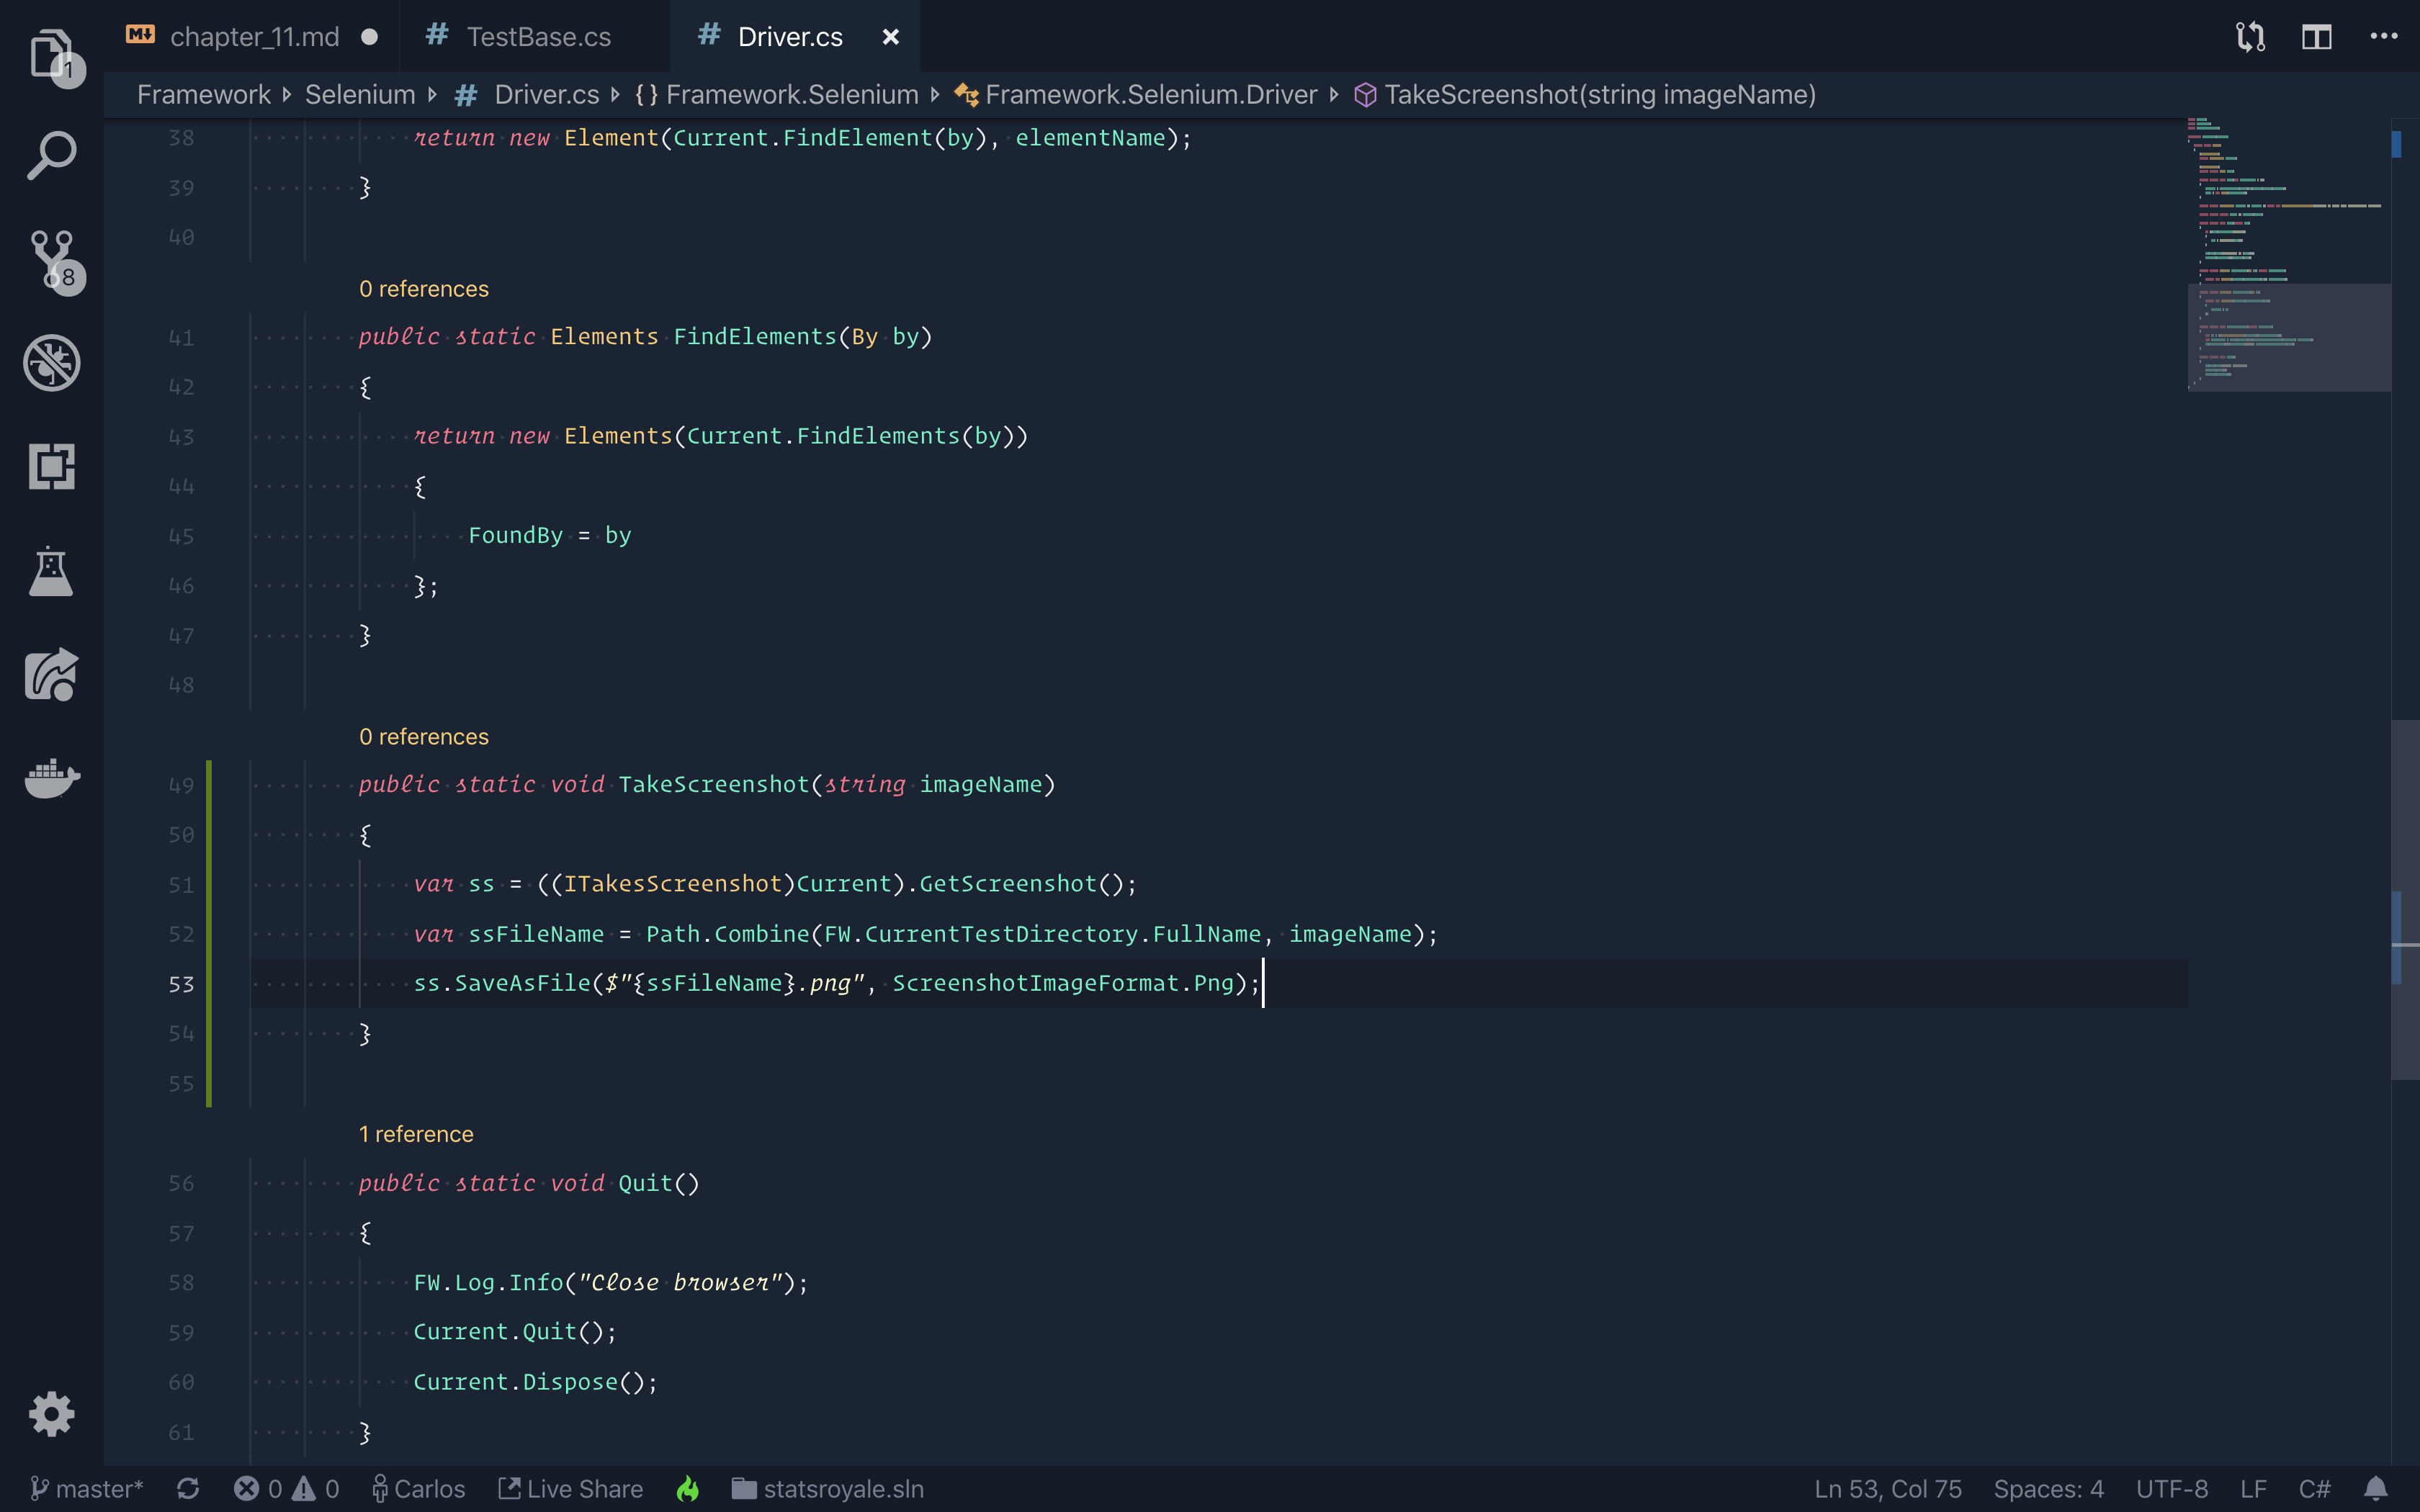 chapter_11.md
TestBase.cs
Driver.cs
1
8
Framework Selenium Driver.cs {} Framework.Selenium Framework.Selenium.Driver TakeScreenshot(string imageName)
38 return new Element(Current.FindElement(by), elementName);
39 }
40
0 references
41 public static Elements FindElements(By by)
42 {
43 return new Elements(Current.FindElements(by))
44 {
45 FoundBy = by
46 };
47 }
48
0 references
49 public static void TakeScreenshot(string imageName)
50 {
51 var ss = ((ITakesScreenshot)Current).GetScreenshot();
52 var ssFileName = Path.Combine(FW.CurrentTestDirectory.FullName, imageName);
53 ss.SaveAsFile($"{ssFileName}.png", ScreenshotImageFormat.Png);
54 }
55
1 reference
56 public static void Quit()
57 {
58 FW.Log.Info("Close browser");
59 Current.Quit();
60 Current.Dispose();
61 }
master* 0 0 Carlos Live Share statsroyale.sln Ln 53, Col 75 Spaces: 4 UTF-8 LF C#